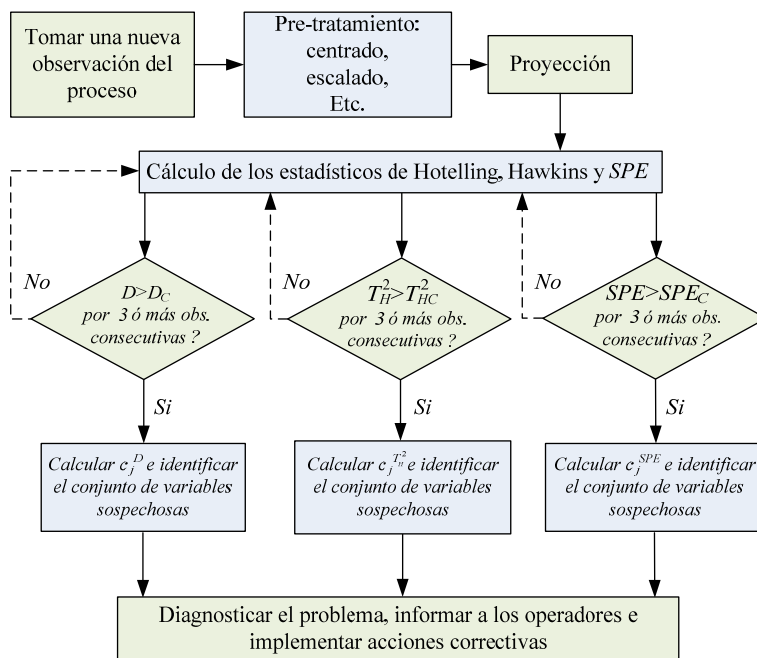 Tomar una nueva
observación del
proceso
Pre-tratamiento:
centrado,
escalado,
Etc.
Proyección
Cálculo de los estadísticos de Hotelling, Hawkins y SPE
No
D>D_C
por 3 ó más obs.
consecutivas ?
Si
No
T_H^2>T_HC^2
por 3 ó más obs.
consecutivas ?
Si
No
SPE>SPE_C
por 3 ó más obs.
consecutivas ?
Si
Calcular c_j^D e identificar
el conjunto de variables
sospechosas
Calcular c_j^{T_H^2} e identificar
el conjunto de variables
sospechosas
Calcular c_j^{SPE} e identificar
el conjunto de variables
sospechosas
Diagnosticar el problema, informar a los operadores e
implementar acciones correctivas